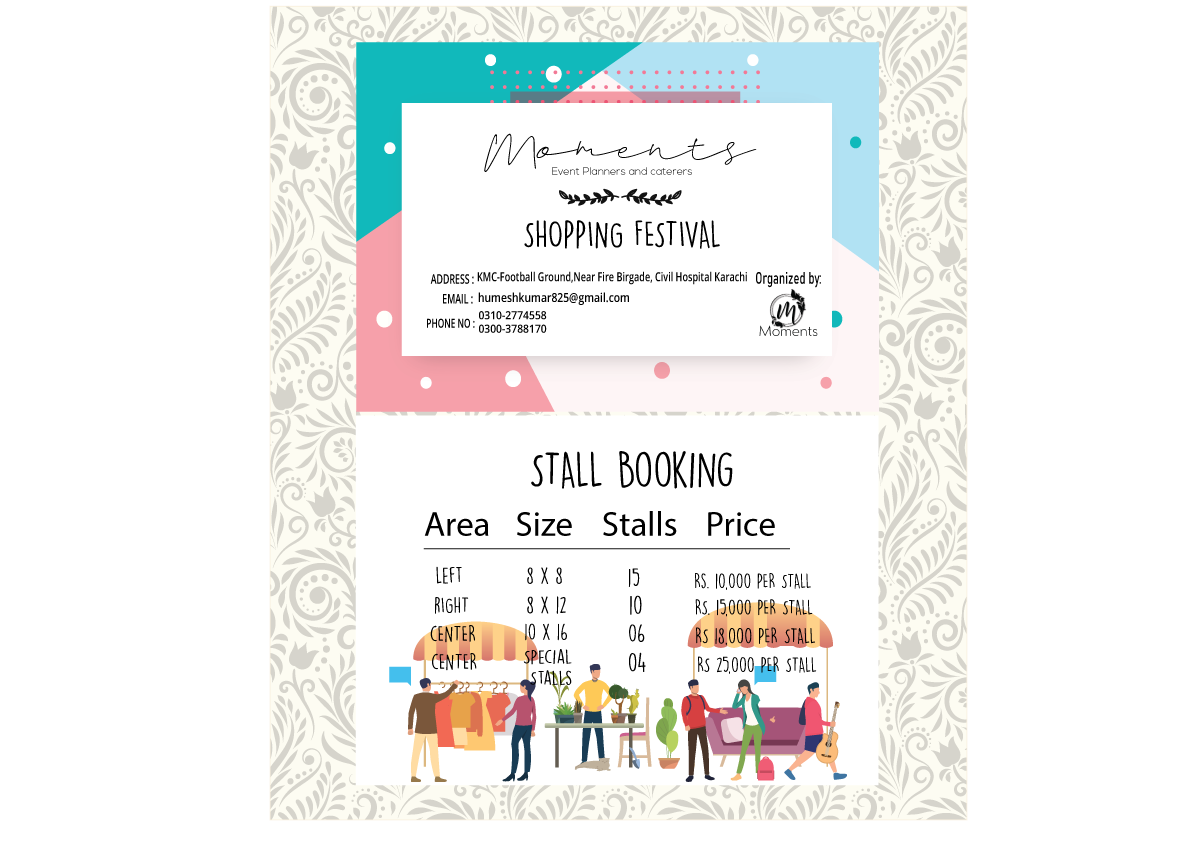 Moments
Event Planners and caterers
SHOPPING FESTIVAL
ADDRESS : KMC-Football Ground,Near Fire Birgade, Civil Hospital Karachi
EMAIL : humeshkumar825@gmail.com
PHONE NO : 0310-2774558
0300-3788170
Organized by:
M
Moments
STALL BOOKING
Area Size Stalls Price
LEFT 8 X 8 15 RS. 10,000 PER STALL
RIGHT 8 X 12 10 RS. 15,000 PER STALL
CENTER 10 X 16 06 RS 18,000 PER STALL
CENTER SPECIAL STALLS 04 RS 25,000 PER STALL